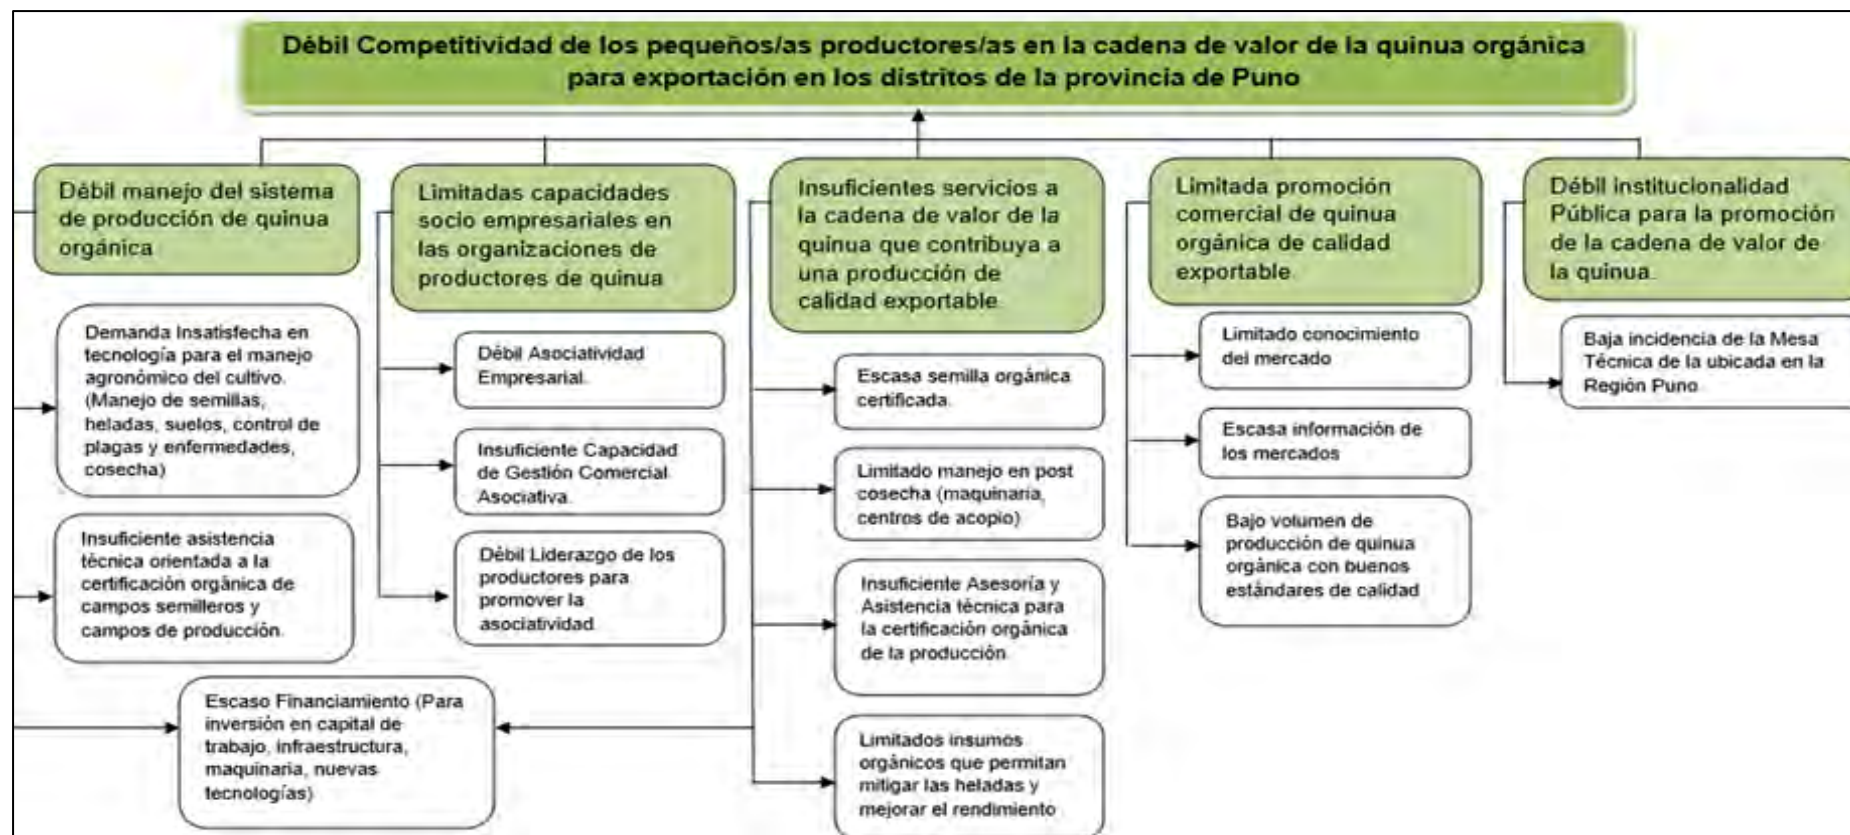 Débil Competitividad de los pequeños/as productores/as en la cadena de valor de la quinua orgánica
para exportación en los distritos de la provincia de Puno
Débil manejo del sistema
de producción de quinua
orgánica
Demanda Insatisfecha en
tecnología para el manejo
agronómico del cultivo.
(Manejo de semillas,
heladas, suelos, control de
plagas y enfermedades,
cosecha)
Insuficiente asistencia
técnica orientada a la
certificación orgánica de
campos semilleros y
campos de producción.
Escaso Financiamiento (Para
inversión en capital de
trabajo, infraestructura,
maquinaria, nuevas
tecnologías)
Limitadas capacidades
socio empresariales en
las organizaciones de
productores de quinua
Débil Asociatividad
Empresarial.
Insuficiente Capacidad
de Gestión Comercial
Asociativa.
Débil Liderazgo de los
productores para
promover la
asociatividad.
Insuficientes servicios a
la cadena de valor de la
quinua que contribuya a
una producción de
calidad exportable
Escasa semilla orgánica
certificada.
Limitado manejo en post
cosecha (maquinaria,
centros de acopio)
Insuficiente Asesoría y
Asistencia técnica para
la certificación orgánica
de la producción
Limitados insumos
orgánicos que permitan
mitigar las heladas y
mejorar el rendimiento
Limitada promoción
comercial de quinua
orgánica de calidad
exportable.
Limitado conocimiento
del mercado
Escasa información de
los mercados
Bajo volumen de
producción de quinua
orgánica con buenos
estándares de calidad
Débil institucionalidad
Pública para la promoción
de la cadena de valor de
la quinua.
Baja incidencia de la Mesa
Técnica de la ubicada en la
Región Puno.